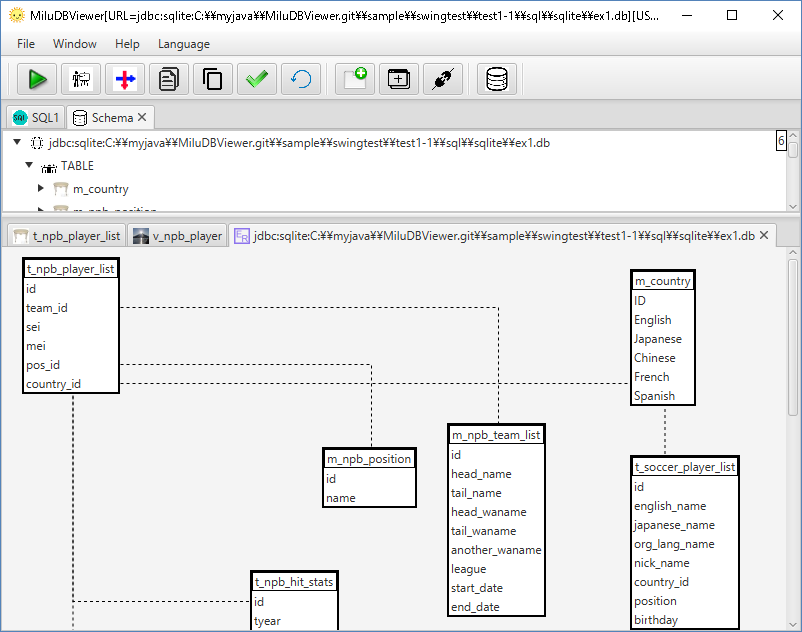 MiluDBViewer[URL=jdbc:sqlite:C:¥¥myjava¥¥MiluDBViewer.git¥¥sample¥¥swingtest¥¥test1-1¥¥sql¥¥sqlite¥¥ex1.db][US...
File Window Help Language
SQL SQL1 Schema
jdbc:sqlite:C:¥¥myjava¥¥MiluDBViewer.git¥¥sample¥¥swingtest¥¥test1-1¥¥sql¥¥sqlite¥¥ex1.db 6
TABLE
m_country
m_npb_position
t_npb_player_list v_npb_player ER jdbc:sqlite:C:¥¥myjava¥¥MiluDBViewer.git¥¥sample¥¥swingtest¥¥test1-1¥¥sql¥¥sqlite¥¥ex1.db
t_npb_player_list
id
team_id
sei
mei
pos_id
country_id
m_country
ID
English
Japanese
Chinese
French
Spanish
m_npb_position
id
name
m_npb_team_list
id
head_name
tail_name
head_waname
tail_waname
another_waname
league
start_date
end_date
t_soccer_player_list
id
english_name
japanese_name
org_lang_name
nick_name
country_id
position
birthday
t_npb_hit_stats
id
tyear